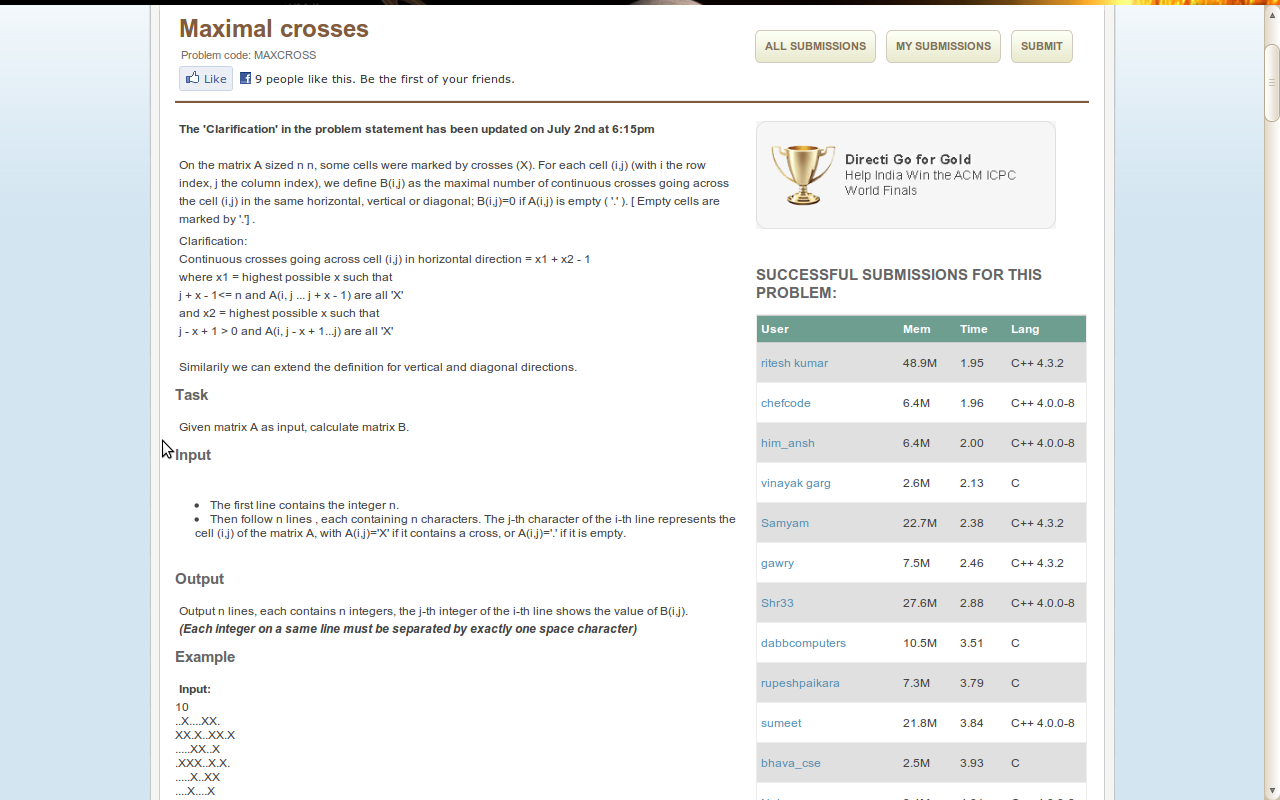 Maximal crosses
Problem code: MAXCROSS
Like
9 people like this. Be the first of your friends.
ALL SUBMISSIONS
MY SUBMISSIONS
SUBMIT
The 'Clarification' in the problem statement has been updated on July 2nd at 6:15pm
On the matrix A sized n n, some cells were marked by crosses (X). For each cell (i,j) (with i the row
index, j the column index), we define B(i,j) as the maximal number of continuous crosses going across
the cell (i,j) in the same horizontal, vertical or diagonal; B(i,j)=0 if A(i,j) is empty ( '.' ). [ Empty cells are
marked by '.'] .
Clarification:
Continuous crosses going across cell (i,j) in horizontal direction = x1 + x2 - 1
where x1 = highest possible x such that
j + x - 1<= n and A(i, j ... j + x - 1) are all 'X'
and x2 = highest possible x such that
j - x + 1 > 0 and A(i, j - x + 1...j) are all 'X'
Similarily we can extend the definition for vertical and diagonal directions.
Task
Given matrix A as input, calculate matrix B.
Input
• The first line contains the integer n.
• Then follow n lines , each containing n characters. The j-th character of the i-th line represents the
cell (i,j) of the matrix A, with A(i,j)='X' if it contains a cross, or A(i,j)='.' if it is empty.
Output
Output n lines, each contains n integers, the j-th integer of the i-th line shows the value of B(i,j).
(Each integer on a same line must be separated by exactly one space character)
Example
Input:
10
..X....XX.
XX.X..XX.X
.....XX..X
.XXX..X.X.
.....X..XX
....X....X
Directi Go for Gold
Help India Win the ACM ICPC
World Finals
SUCCESSFUL SUBMISSIONS FOR THIS
PROBLEM:
User Mem Time Lang
ritesh kumar 48.9M 1.95 C++ 4.3.2
chefcode 6.4M 1.96 C++ 4.0.0-8
him_ansh 6.4M 2.00 C++ 4.0.0-8
vinayak garg 2.6M 2.13 C
Samyam 22.7M 2.38 C++ 4.3.2
gawry 7.5M 2.46 C++ 4.3.2
Shr33 27.6M 2.88 C++ 4.0.0-8
dabbcomputers 10.5M 3.51 C
rupeshpaikara 7.3M 3.79 C
sumeet 21.8M 3.84 C++ 4.0.0-8
bhava_cse 2.5M 3.93 C